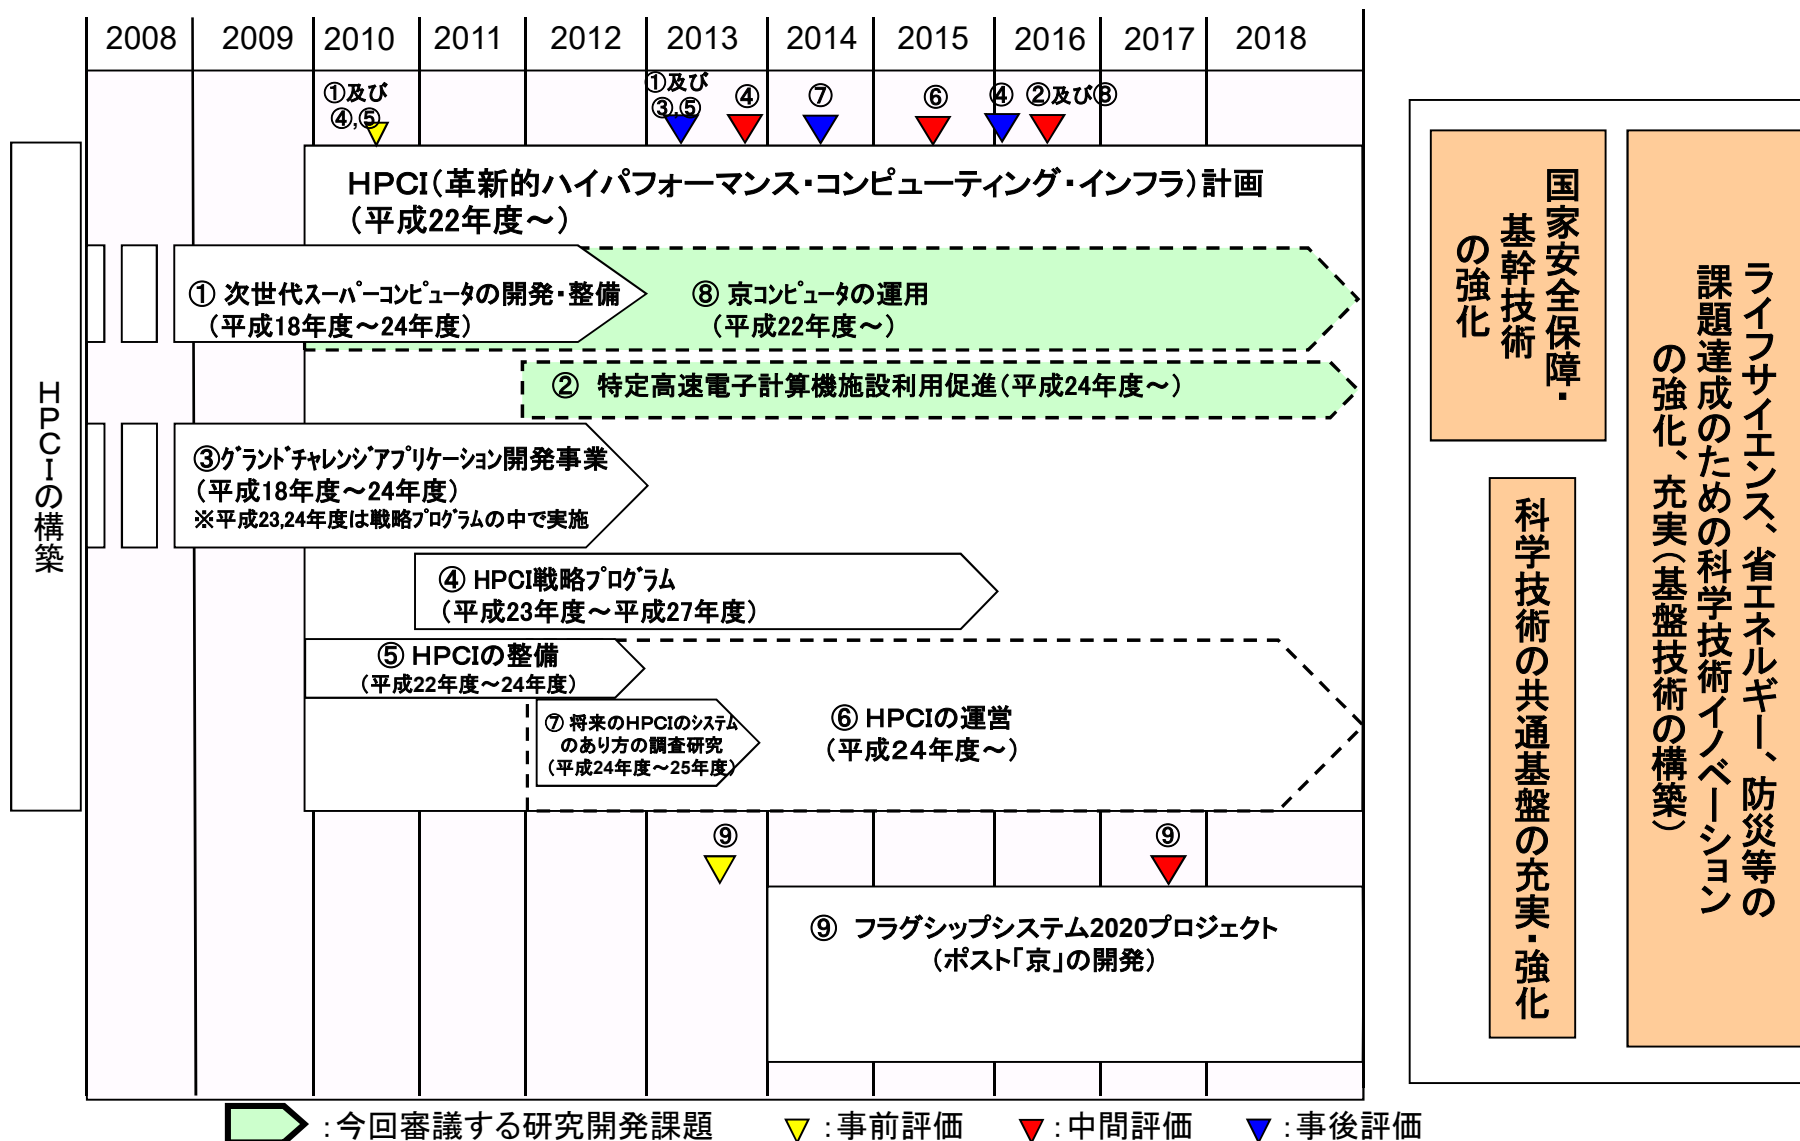 2008 2009 2010 2011 2012 2013 2014 2015 2016 2017 2018
①及び
④,⑤
①及び
③,⑤
④
⑦
⑥
④
②及び⑧
HPCIの構築
HPCI(革新的ハイパフォーマンス・コンピューティング・インフラ)計画
(平成22年度～)
① 次世代スーパーコンピュータの開発・整備
(平成18年度～24年度)
⑧ 京コンピュータの運用
(平成22年度～)
② 特定高速電子計算機施設利用促進(平成24年度～)
③グランドチャレンジアプリケーション開発事業
(平成18年度～24年度)
※平成23,24年度は戦略プログラムの中で実施
④ HPCI戦略プログラム
(平成23年度～平成27年度)
⑤ HPCIの整備
(平成22年度～24年度)
⑦ 将来のHPCIのシステム
のあり方の調査研究
(平成24年度～25年度)
⑥ HPCIの運営
(平成24年度～)
⑨
⑨
⑨ フラグシップシステム2020プロジェクト
(ポスト「京」の開発)
国家安全保障・
基幹技術
の強化
科学技術の共通基盤の充実・強化
ライフサイエンス、省エネルギー、防災等の
課題達成のための科学技術イノベーション
の強化、充実(基盤技術の構築)
:今回審議する研究開発課題
:事前評価
:中間評価
:事後評価